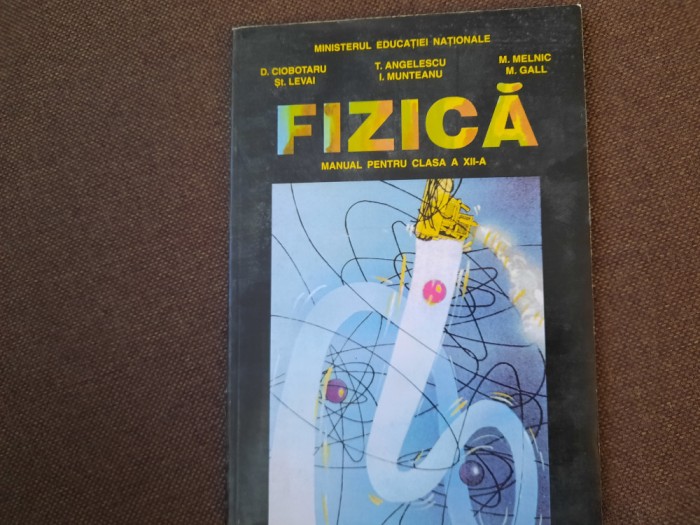 MINISTERUL EDUCAȚIEI NAȚIONALE
D. CIOBOTARU T. ANGELESCU M. MELNIC
Șt. LEVAI I. MUNTEANU M. GALL
FIZICĂ
MANUAL PENTRU CLASA A XII-A